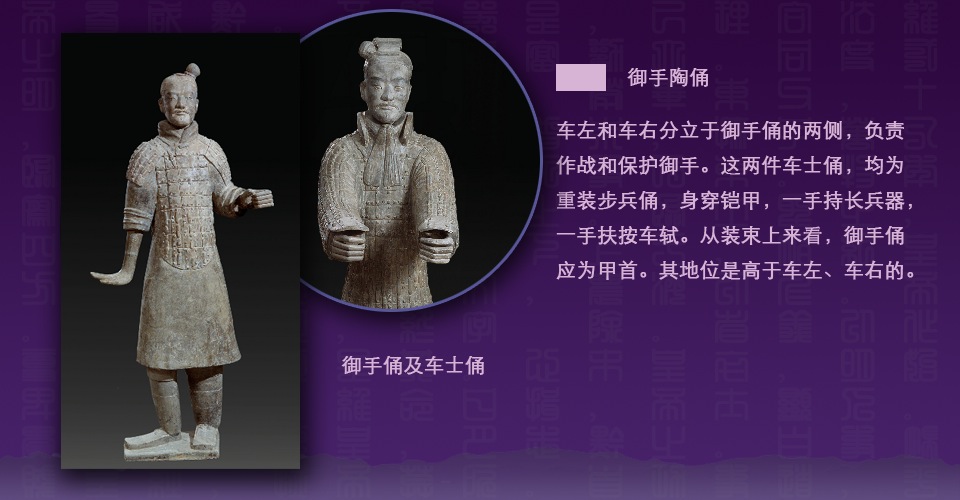 御手陶俑
车左和车右分立于御手俑的两侧，负责
作战和保护御手。这两件车士俑，均为
重装步兵俑，身穿铠甲，一手持长兵器，
一手扶按车轼。从装束上来看，御手俑
应为甲首。其地位是高于车左、车右的。
御手俑及车士俑